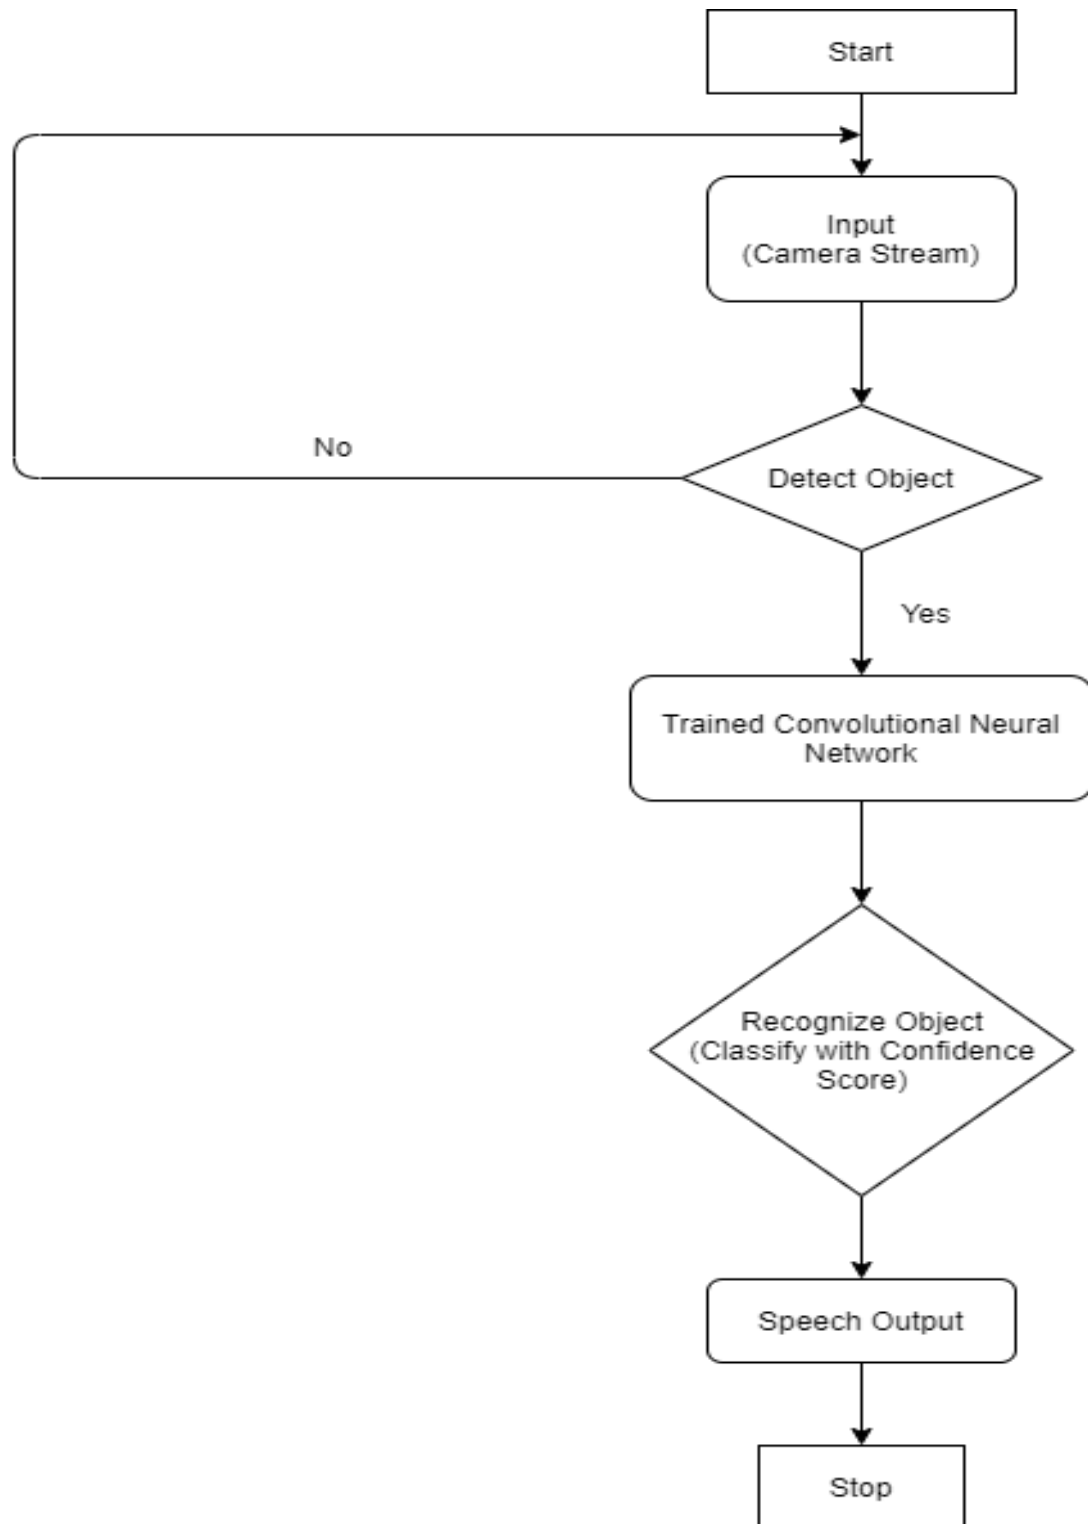 Start
Input
(Camera Stream)
No
Detect Object
Yes
Trained Convolutional Neural
Network
Recognize Object
(Classify with Confidence
Score)
Speech Output
Stop